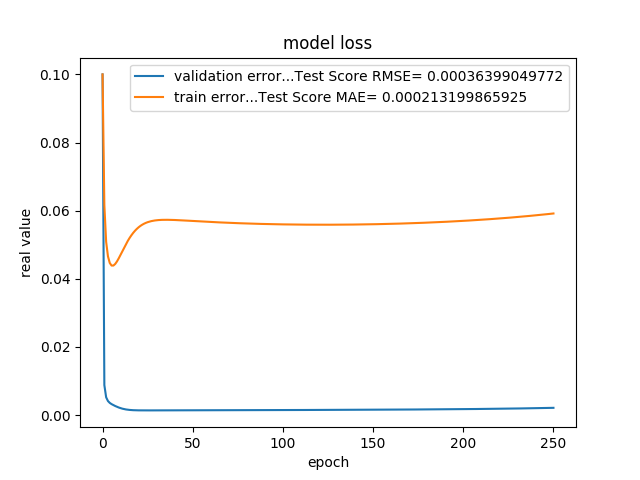 model loss
validation error...Test Score RMSE= 0.00036399049772
train error...Test Score MAE= 0.000213199865925
0.10
0.08
0.06
0.04
0.02
0.00
real value
0 50 100 150 200 250
epoch